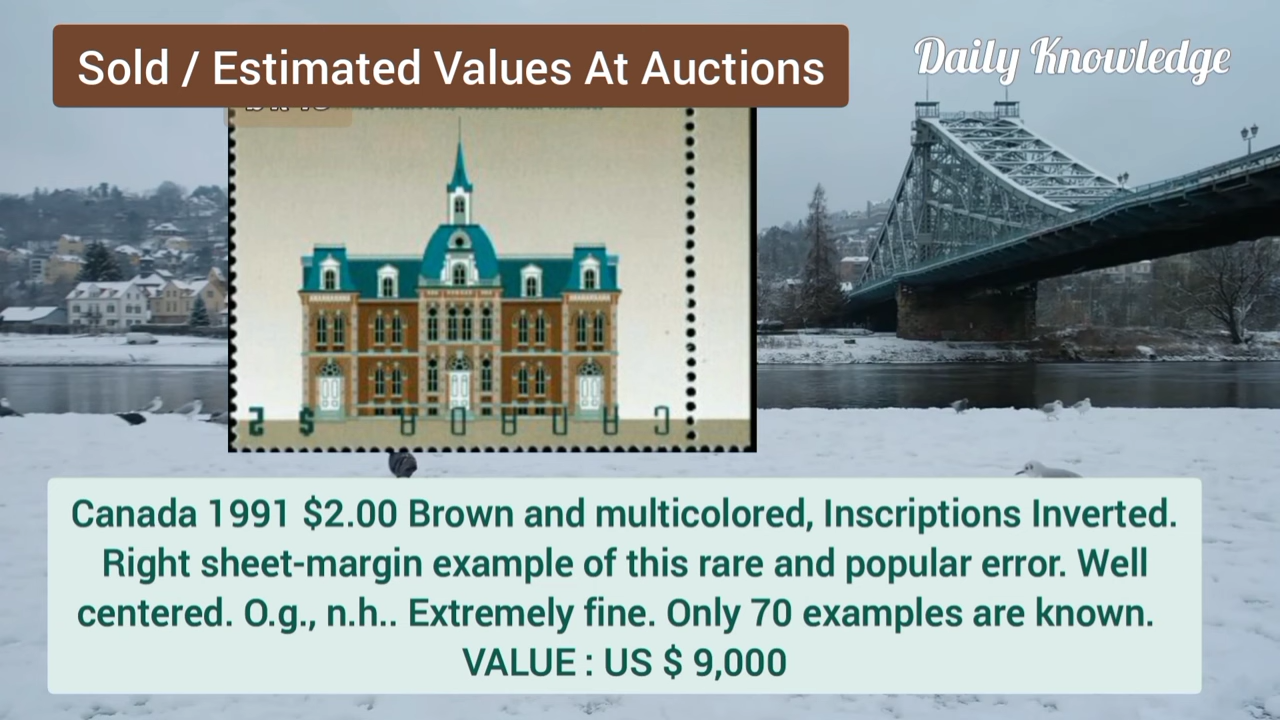 Sold / Estimated Values At Auctions
Daily Knowledge
2 $ CANADA
Canada 1991 $2.00 Brown and multicolored, Inscriptions Inverted.
Right sheet-margin example of this rare and popular error. Well
centered. O.g., n.h.. Extremely fine. Only 70 examples are known.
VALUE : US $ 9,000